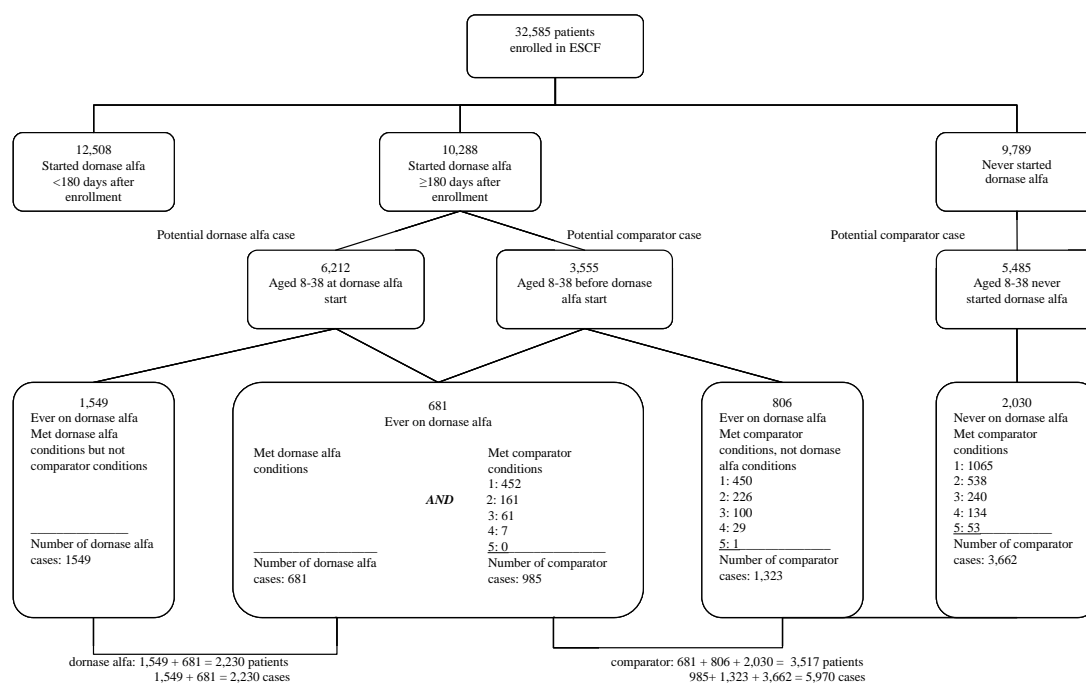 32,585 patients
enrolled in ESCF
12,508
Started dornase alfa
<180 days after
enrollment
10,288
Started dornase alfa
≥180 days after
enrollment
9,789
Never started
dornase alfa
Potential dornase alfa case
Potential comparator case
Potential comparator case
6,212
Aged 8-38 at dornase alfa
start
3,555
Aged 8-38 before dornase
alfa start
5,485
Aged 8-38 never
started dornase alfa
1,549
Ever on dornase alfa
Met dornase alfa
conditions but not
comparator conditions
Number of dornase alfa
cases: 1549
681
Ever on dornase alfa
Met dornase alfa
conditions
Number of dornase alfa
cases: 681
AND
Met comparator
conditions
1: 452
2: 161
3: 61
4: 7
5: 0
Number of comparator
cases: 985
806
Ever on dornase alfa
Met comparator
conditions, not dornase
alfa conditions
1: 450
2: 226
3: 100
4: 29
5: 1
Number of comparator
cases: 1,323
2,030
Never on dornase alfa
Met comparator
conditions
1: 1065
2: 538
3: 240
4: 134
5: 53
Number of comparator
cases: 3,662
dornase alfa: 1,549 + 681 = 2,230 patients
1,549 + 681 = 2,230 cases
comparator: 681 + 806 + 2,030 = 3,517 patients
985+ 1,323 + 3,662 = 5,970 cases